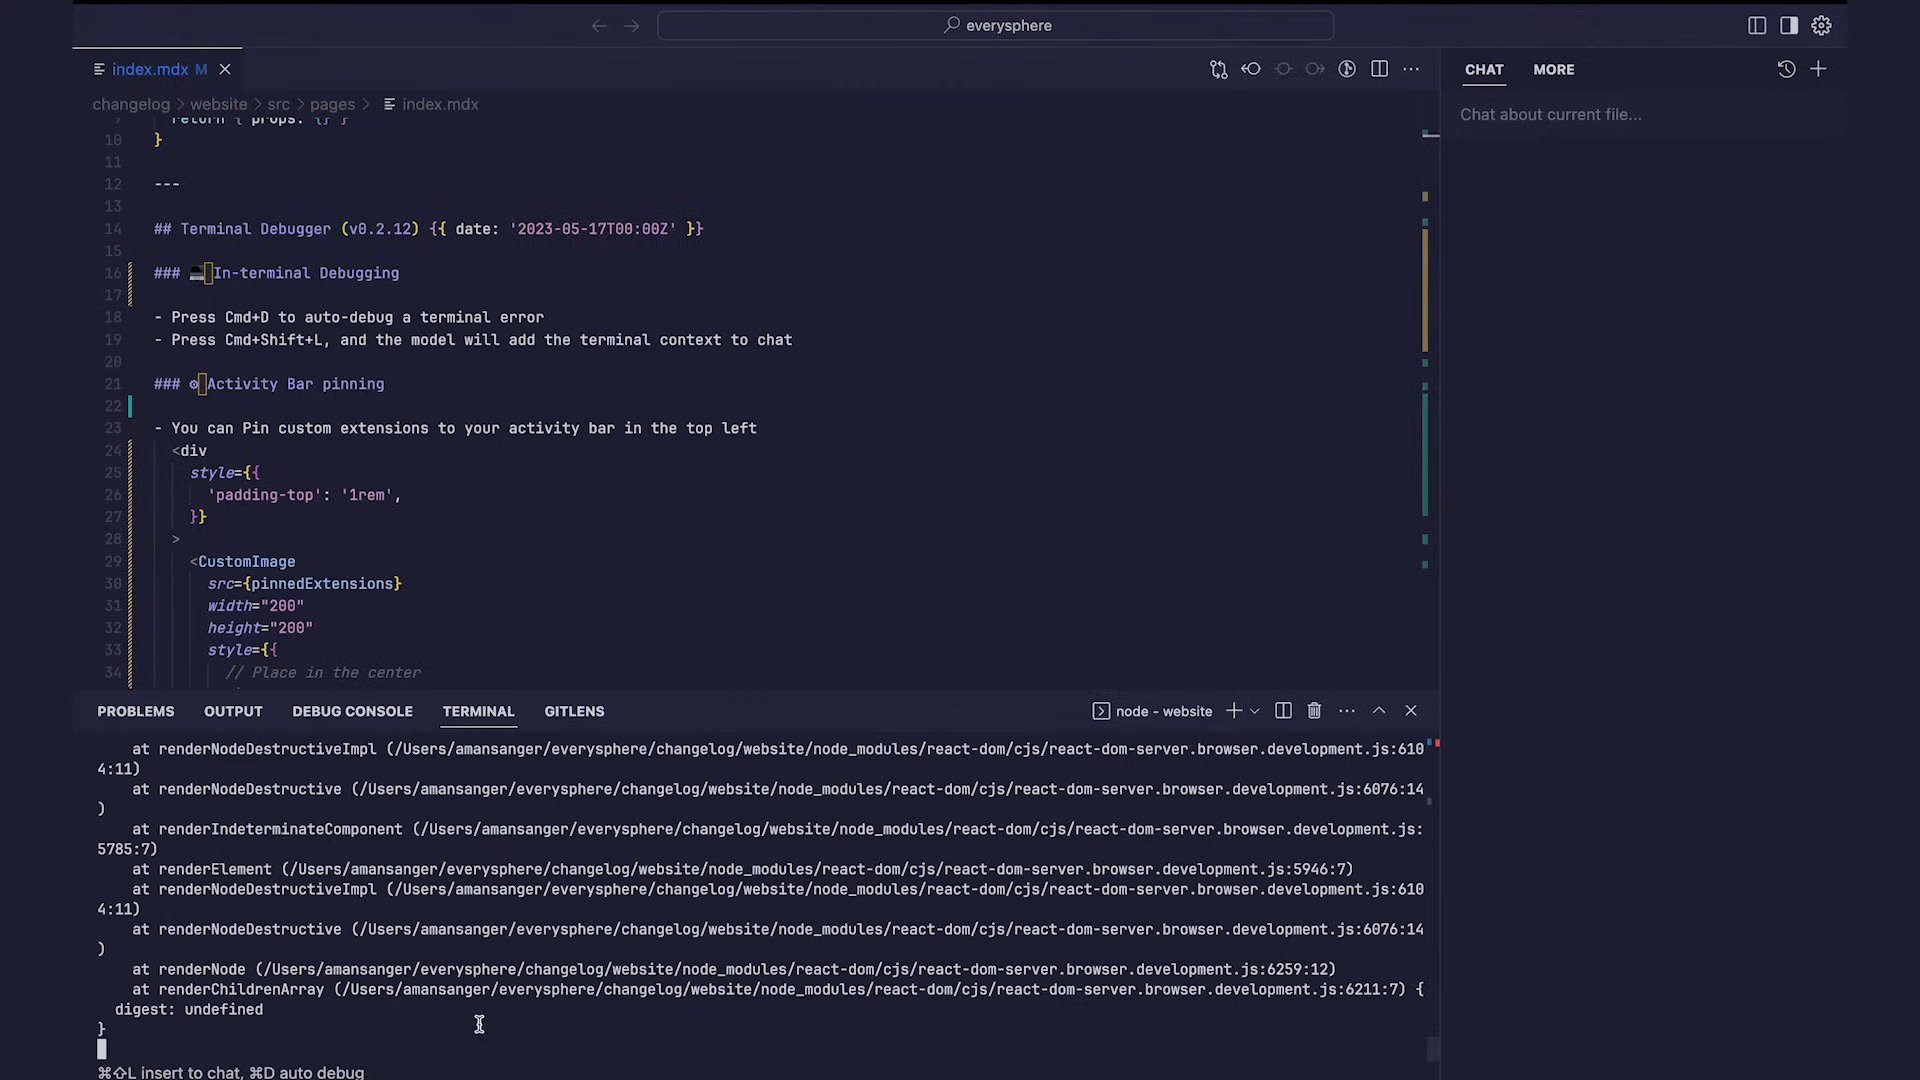 everysphere
index.mdx M
CHAT MORE
changelog > website > src > pages > index.mdx
Chat about current file...
9 return { props: {} }
10 }
11
12 ---
13
14 ## Terminal Debugger (v0.2.12) {{ date: '2023-05-17T00:00Z' }}
15
16 ### 💻 In-terminal Debugging
17
18 - Press Cmd+D to auto-debug a terminal error
19 - Press Cmd+Shift+L, and the model will add the terminal context to chat
20
21 ### ⚙ Activity Bar pinning
22
23 - You can Pin custom extensions to your activity bar in the top left
24 <div
25 style={{
26 'padding-top': '1rem',
27 }}
28 >
29 <CustomImage
30 src={pinnedExtensions}
31 width="200"
32 height="200"
33 style={{
34 // Place in the center
PROBLEMS OUTPUT DEBUG CONSOLE TERMINAL GITLENS node - website
at renderNodeDestructiveImpl (/Users/amansanger/everysphere/changelog/website/node_modules/react-dom/cjs/react-dom-server.browser.development.js:610
4:11)
at renderNodeDestructive (/Users/amansanger/everysphere/changelog/website/node_modules/react-dom/cjs/react-dom-server.browser.development.js:6076:14
)
at renderIndeterminateComponent (/Users/amansanger/everysphere/changelog/website/node_modules/react-dom/cjs/react-dom-server.browser.development.js:
5785:7)
at renderElement (/Users/amansanger/everysphere/changelog/website/node_modules/react-dom/cjs/react-dom-server.browser.development.js:5946:7)
at renderNodeDestructiveImpl (/Users/amansanger/everysphere/changelog/website/node_modules/react-dom/cjs/react-dom-server.browser.development.js:610
4:11)
at renderNodeDestructive (/Users/amansanger/everysphere/changelog/website/node_modules/react-dom/cjs/react-dom-server.browser.development.js:6076:14
)
at renderNode (/Users/amansanger/everysphere/changelog/website/node_modules/react-dom/cjs/react-dom-server.browser.development.js:6259:12)
at renderChildrenArray (/Users/amansanger/everysphere/changelog/website/node_modules/react-dom/cjs/react-dom-server.browser.development.js:6211:7) {
digest: undefined
}
⌘⇧L insert to chat, ⌘D auto debug